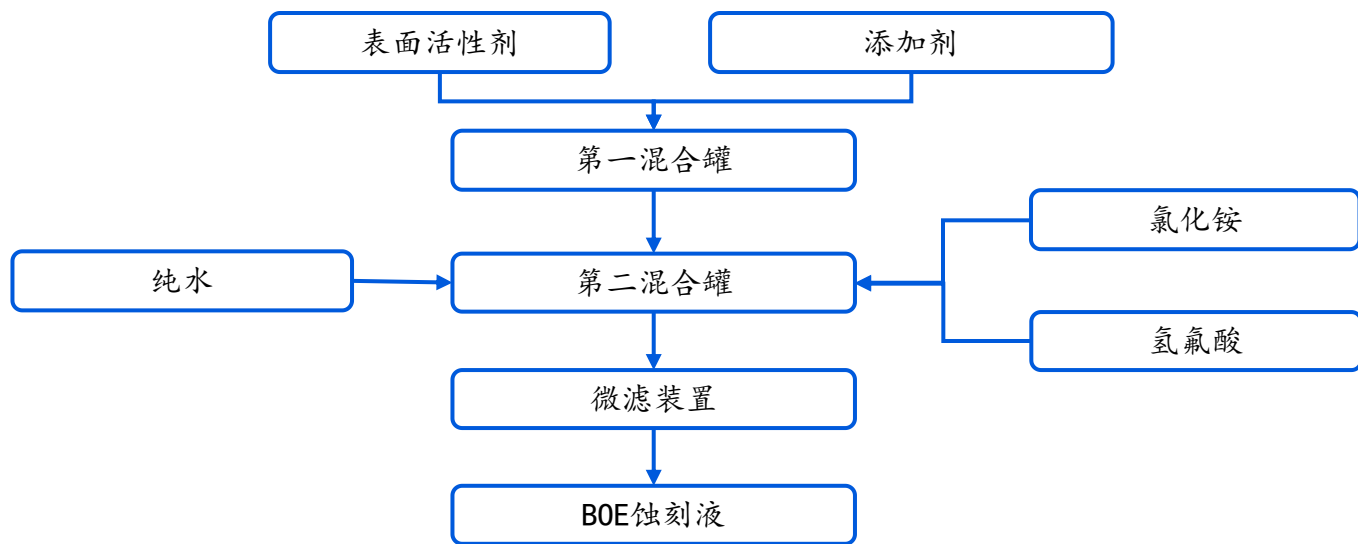 表面活性剂
添加剂
第一混合罐
氯化铵
纯水
第二混合罐
氢氟酸
微滤装置
BOE蚀刻液